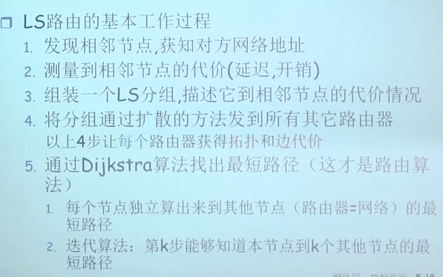 LS路由的基本工作过程
1. 发现相邻节点,获知对方网络地址
2. 测量到相邻节点的代价(延迟,开销)
3. 组装一个LS分组,描述它到相邻节点的代价情况
4. 将分组通过扩散的方法发到所有其它路由器
以上4步让每个路由器获得拓扑和边代价
5. 通过Dijkstra算法找出最短路径（这才是路由算
法）
1. 每个节点独立算出来到其他节点（路由器=网络）的最
短路径
2. 迭代算法：第k步能够知道本节点到k个其他节点的最
短路径